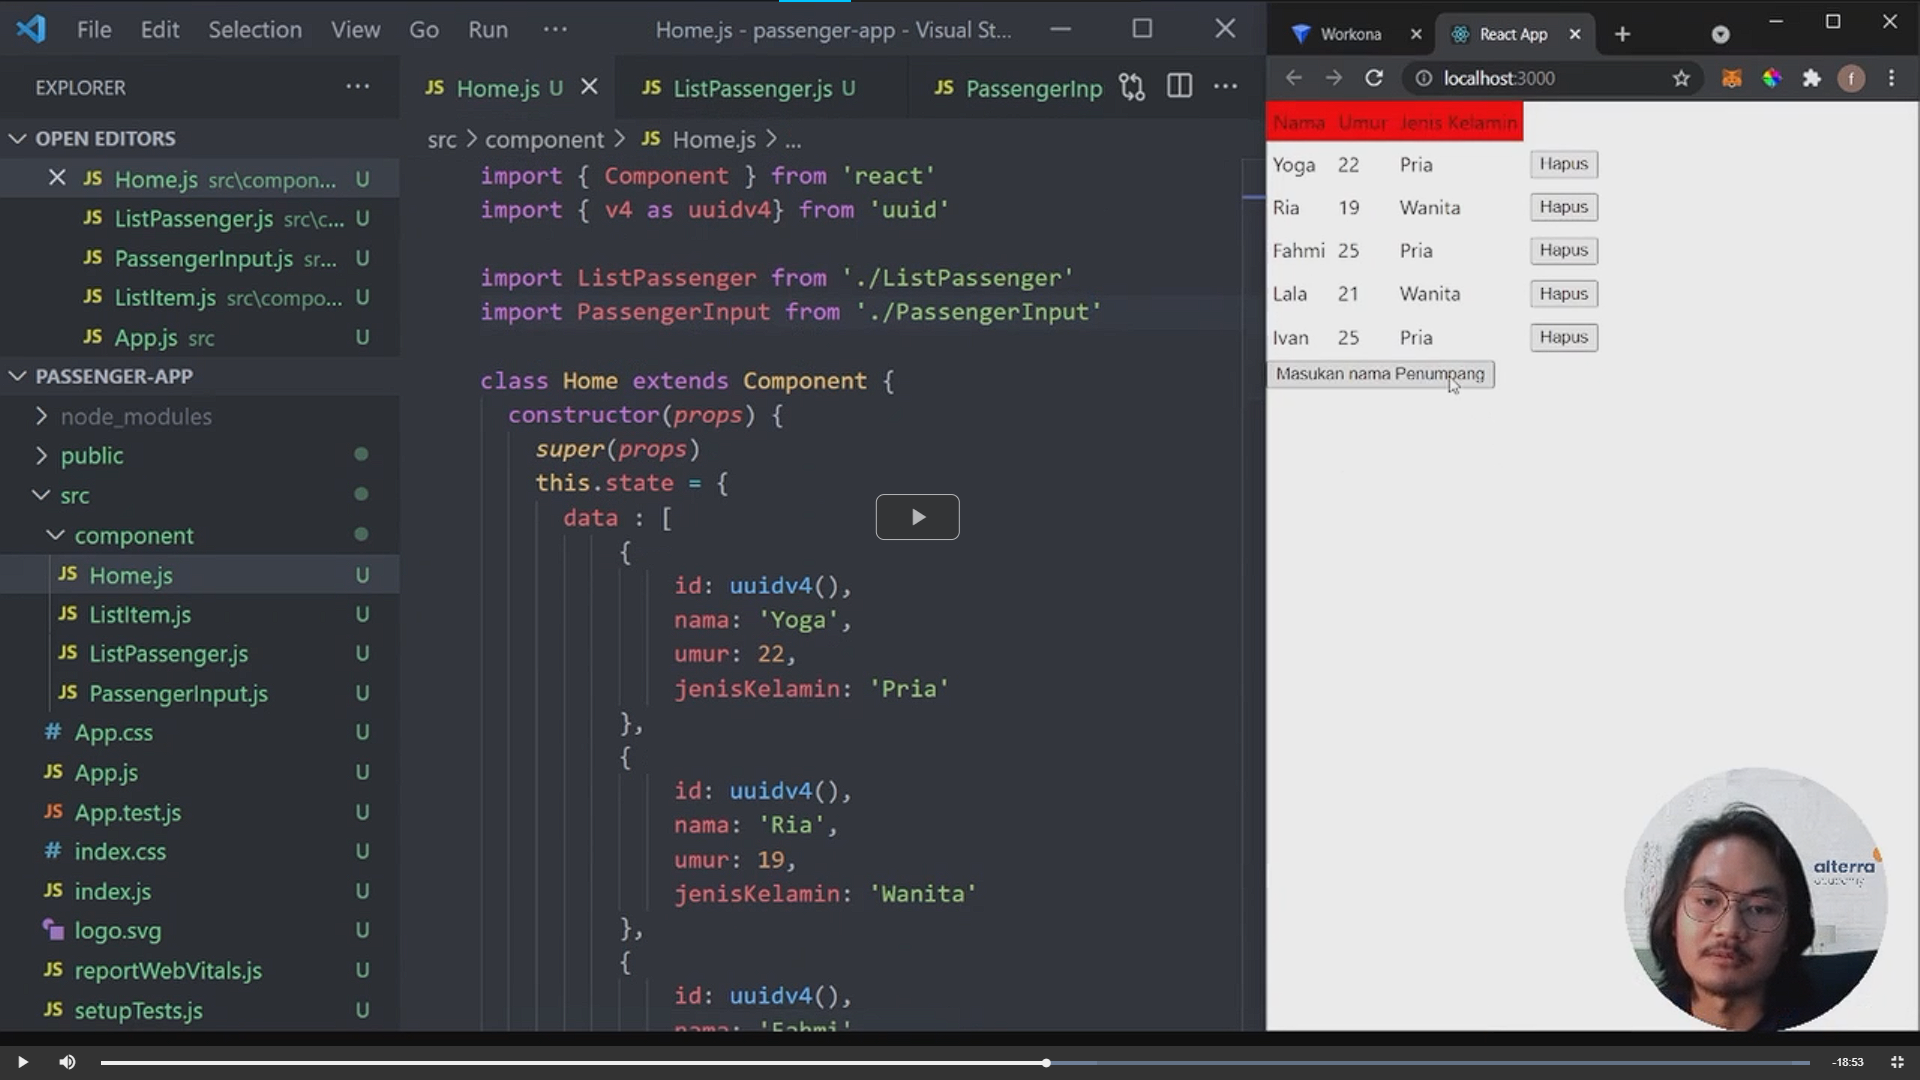 File Edit Selection View Go Run ··· Home.js - passenger-app - Visual St...
EXPLORER ···
OPEN EDITORS
JS Home.js src\compon... U
JS ListPassenger.js src\c... U
JS PassengerInput.js sr... U
JS ListItem.js src\compo... U
JS App.js src U
PASSENGER-APP
node_modules
public
src
component
JS Home.js U
JS ListItem.js U
JS ListPassenger.js U
JS PassengerInput.js U
# App.css U
JS App.js U
JS App.test.js U
# index.css U
JS index.js U
logo.svg U
JS reportWebVitals.js U
JS setupTests.js U
JS Home.js U JS ListPassenger.js U JS PassengerInp ···
src > component > JS Home.js > ...
import { Component } from 'react'
import { v4 as uuidv4} from 'uuid'
import ListPassenger from './ListPassenger'
import PassengerInput from './PassengerInput'
class Home extends Component {
constructor(props) {
super(props)
this.state = {
data : [
{
id: uuidv4(),
nama: 'Yoga',
umur: 22,
jenisKelamin: 'Pria'
},
{
id: uuidv4(),
nama: 'Ria',
umur: 19,
jenisKelamin: 'Wanita'
},
{
id: uuidv4(),
nama: 'Fahmi'
Workona React App
localhost:3000 f
Nama Umur Jenis Kelamin
Yoga 22 Pria Hapus
Ria 19 Wanita Hapus
Fahmi 25 Pria Hapus
Lala 21 Wanita Hapus
Ivan 25 Pria Hapus
Masukan nama Penumpang
alterra
academy
-18:53